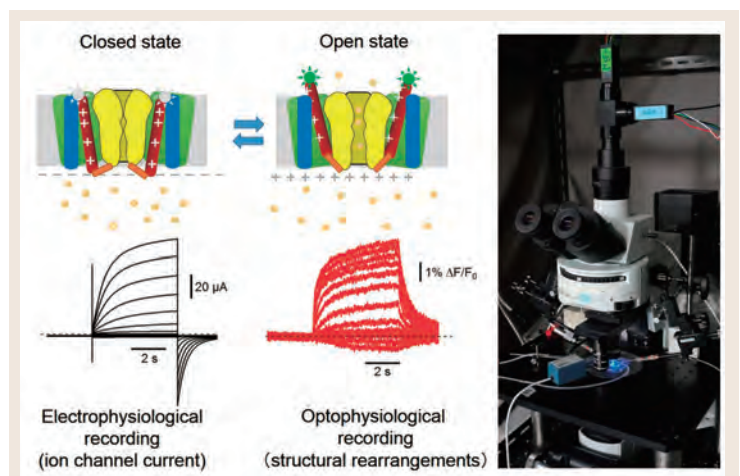 Closed state
Open state
20 µA
1% ΔF/F0
2 s
2 s
Electrophysiological
recording
(ion channel current)
Optophysiological
recording
(structural rearrangements)